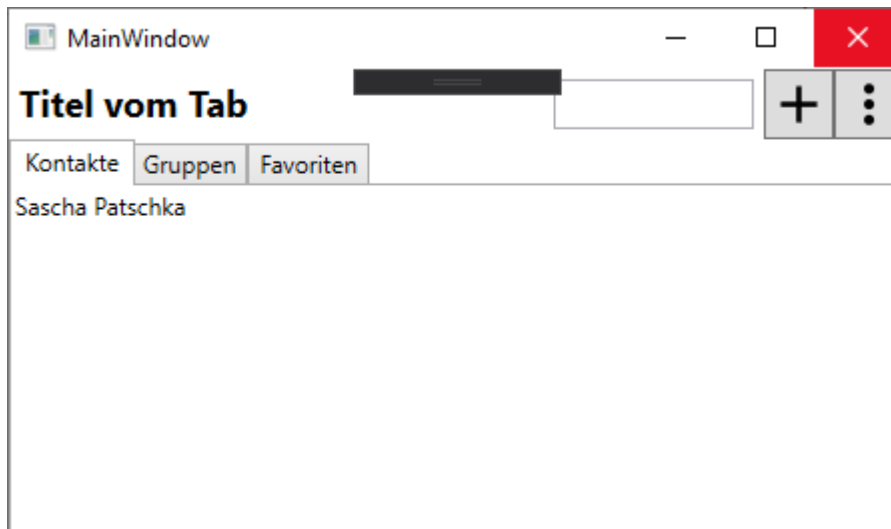 MainWindow
Titel vom Tab
Kontakte Gruppen Favoriten
Sascha Patschka